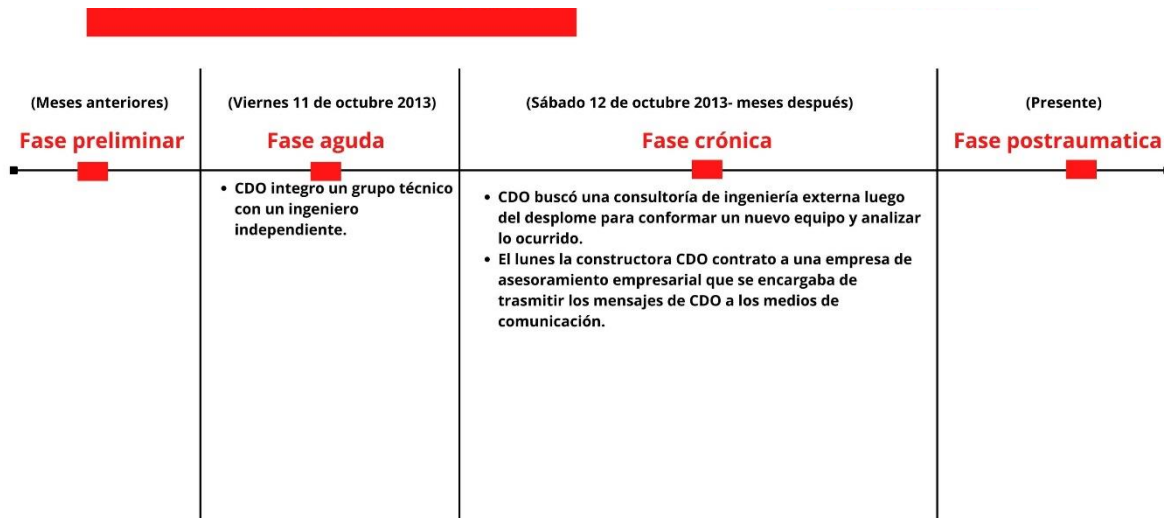 (Meses anteriores)
Fase preliminar
(Viernes 11 de octubre 2013)
Fase aguda
• CDO integro un grupo técnico
con un ingeniero
independiente.
(Sábado 12 de octubre 2013- meses después)
Fase crónica
• CDO buscó una consultoría de ingeniería externa luego
del desplome para conformar un nuevo equipo y analizar
lo ocurrido.
• El lunes la constructora CDO contrato a una empresa de
asesoramiento empresarial que se encargaba de
trasmitir los mensajes de CDO a los medios de
comunicación.
(Presente)
Fase postraumatica